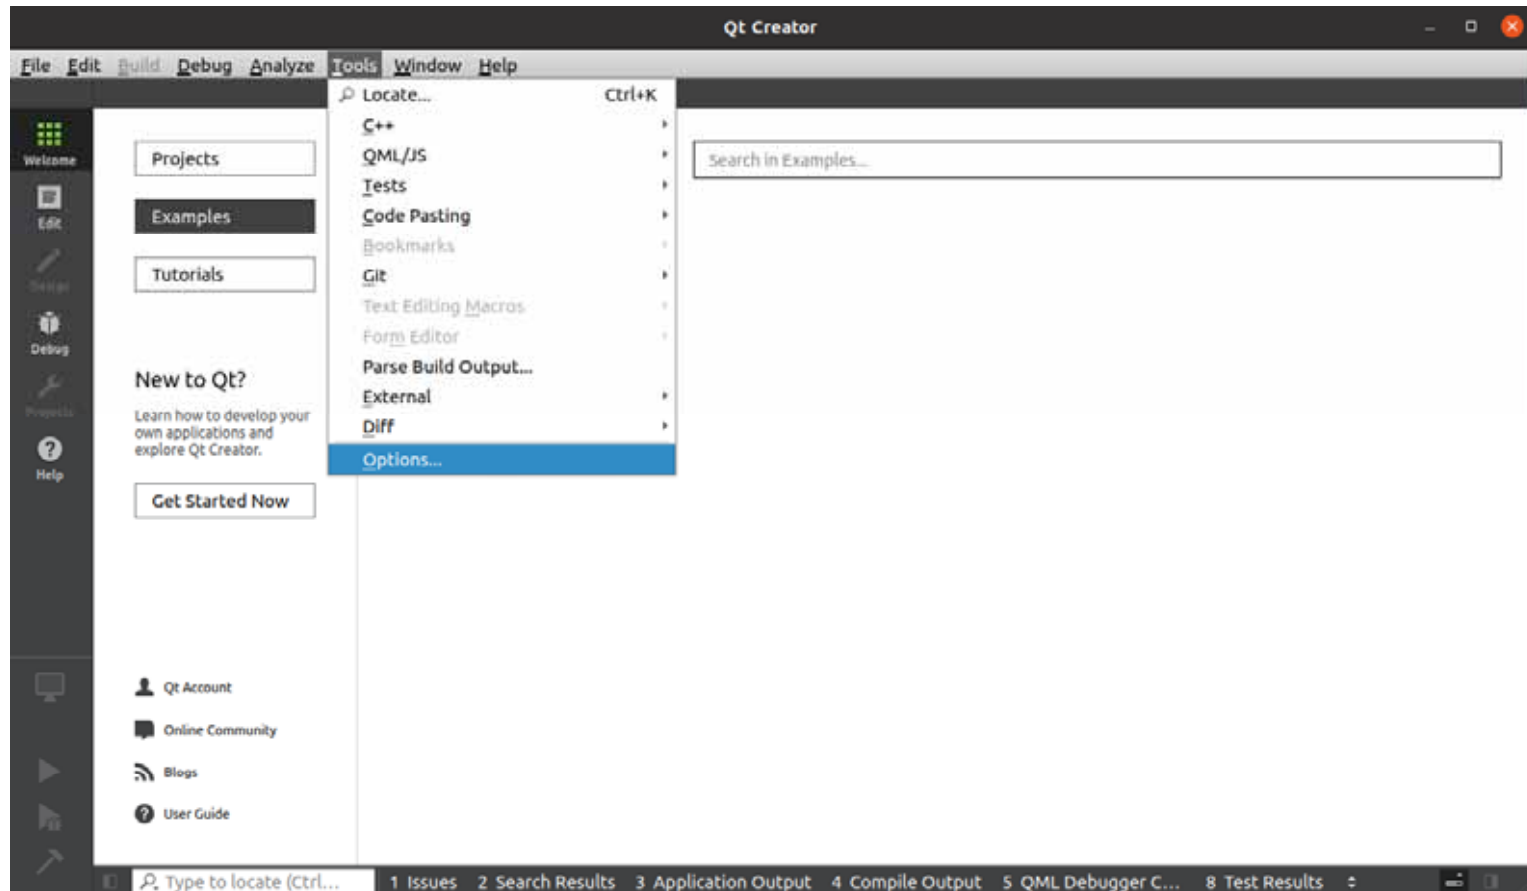 Qt Creator
File Edit Build Debug Analyze Tools Window Help
Locate... Ctrl+K
C++
QML/JS
Tests
Code Pasting
Bookmarks
Git
Text Editing Macros
Form Editor
Parse Build Output...
External
Diff
Options...
Welcome
Edit
Design
Debug
Projects
Help
Projects
Examples
Tutorials
New to Qt?
Learn how to develop your
own applications and
explore Qt Creator.
Get Started Now
Qt Account
Online Community
Blogs
User Guide
Search in Examples...
Type to locate (Ctrl... 1 Issues 2 Search Results 3 Application Output 4 Compile Output 5 QML Debugger C... 8 Test Results